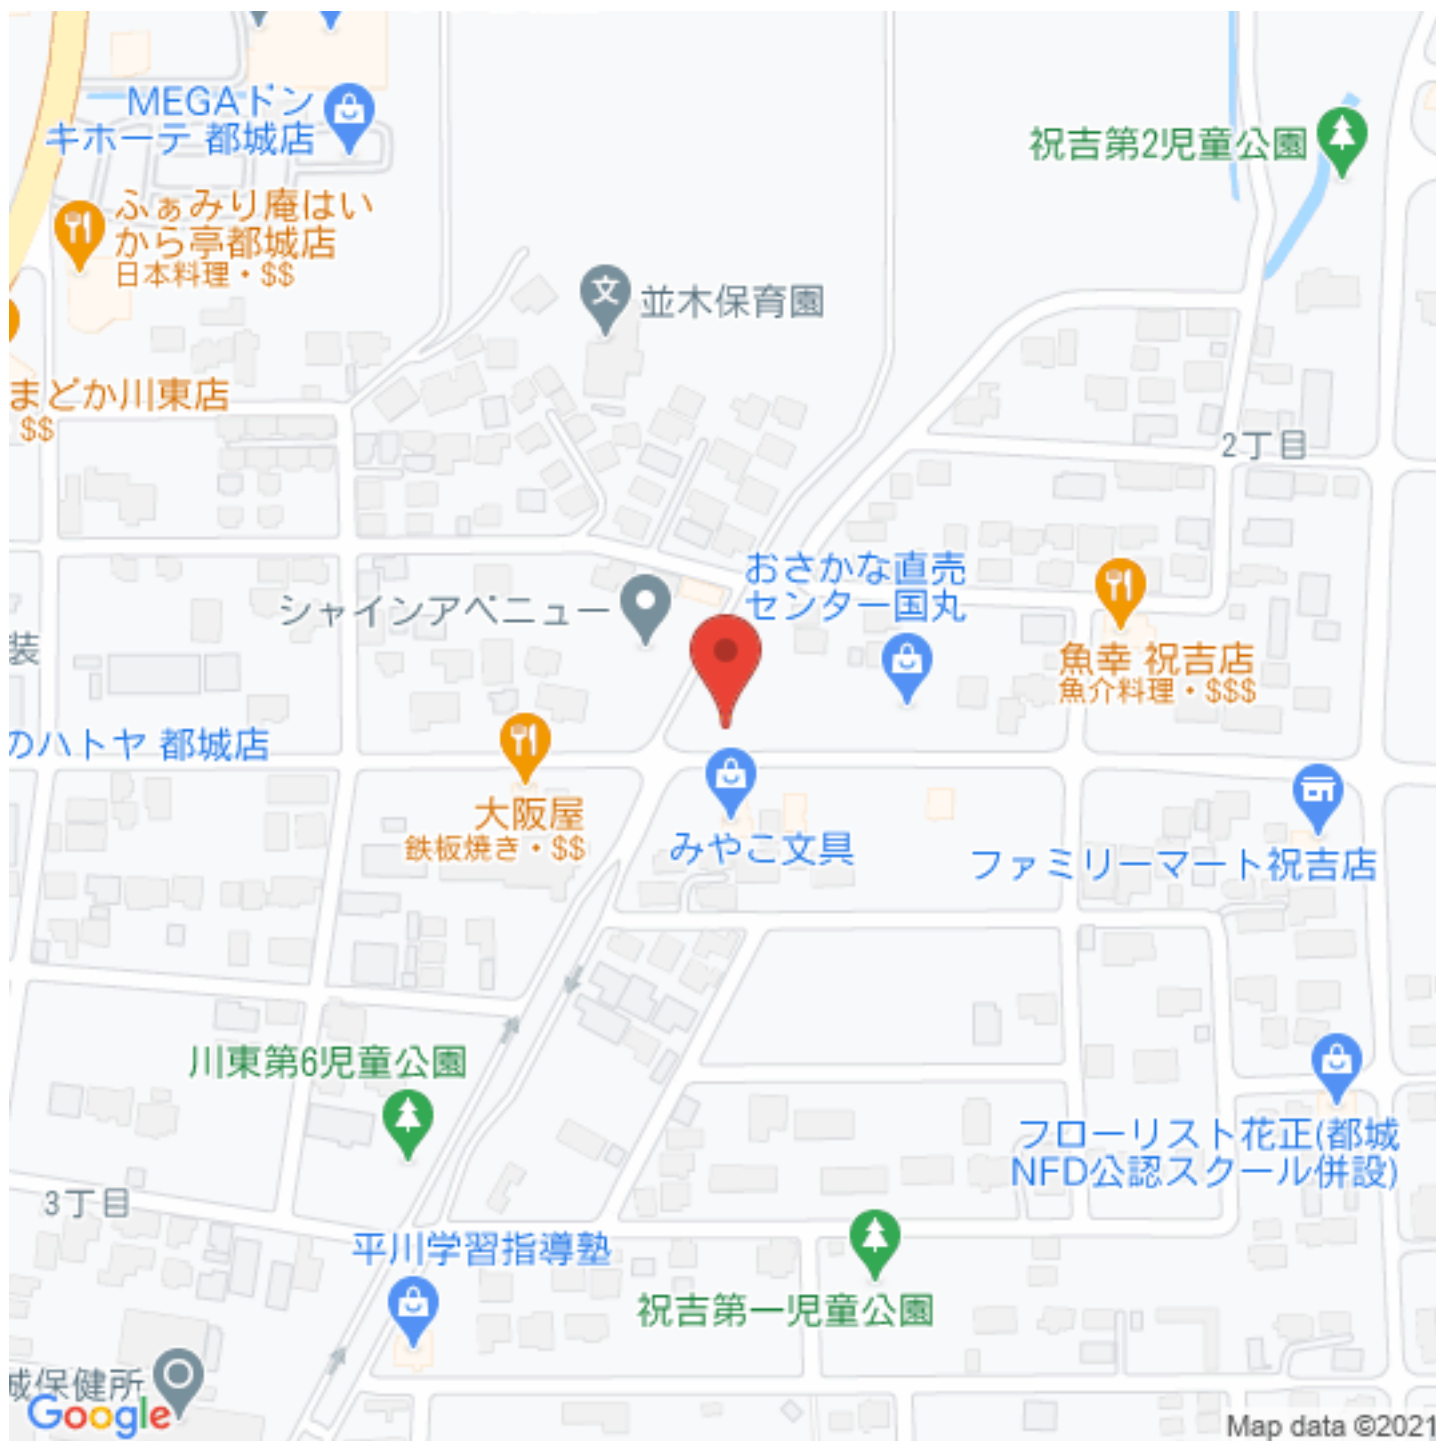 MEGAドン
キホーテ 都城店
祝吉第2児童公園
ふぁみり庵はい
から亭都城店
日本料理・$$
並木保育園
まどか川東店
$$
2丁目
おさかな直売
センター国丸
シャインアベニュー
装
魚幸 祝吉店
魚介料理・$$$
のハトヤ 都城店
大阪屋
鉄板焼き・$$
みやこ文具
ファミリーマート祝吉店
川東第6児童公園
フローリスト花正(都城
NFD公認スクール併設)
3丁目
平川学習指導塾
祝吉第一児童公園
城保健所
Google
Map data ©2021